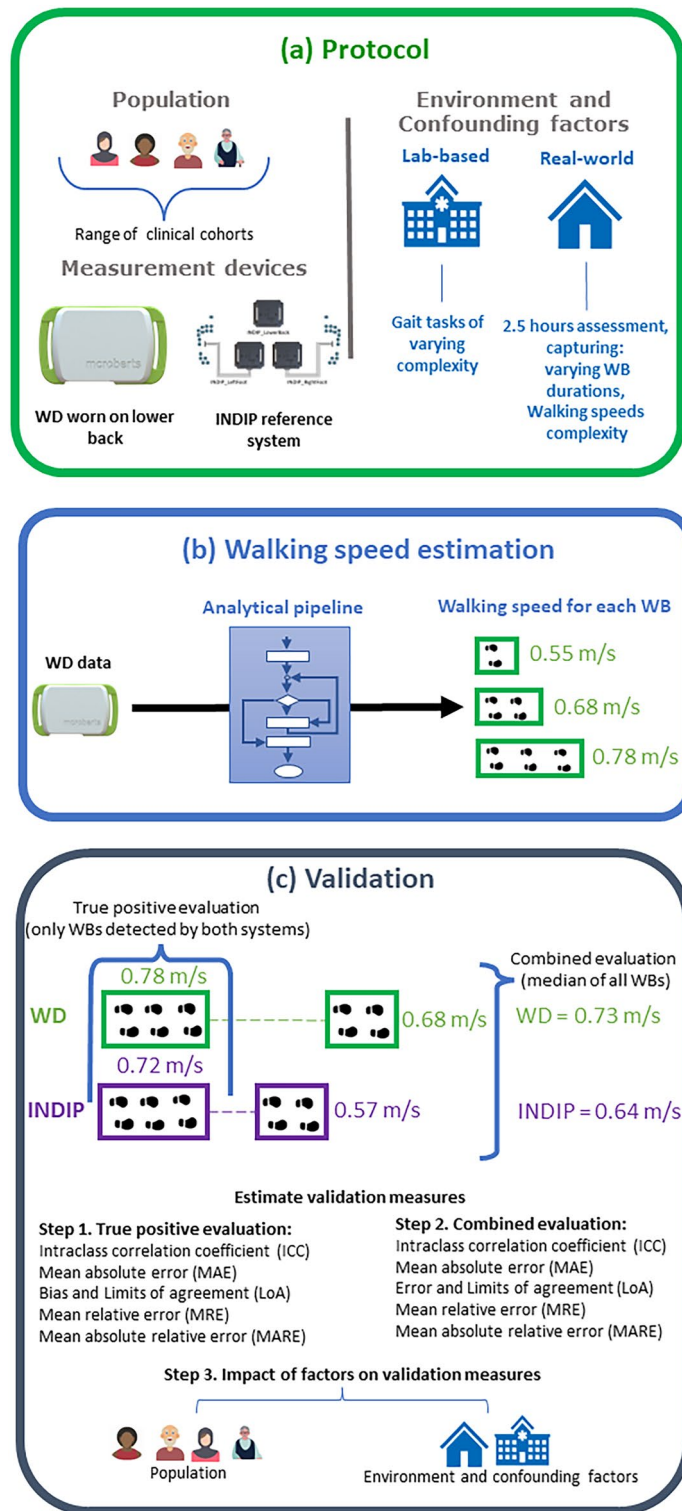 (a) Protocol
Population
Range of clinical cohorts
Measurement devices
mcroberts
WD worn on lower
back
INDIP_LowerBack
INDIP_LeftFoot
INDIP_RightFoot
INDIP reference
system
Environment and
Confounding factors
Lab-based
Real-world
Gait tasks of
varying
complexity
2.5 hours assessment,
capturing:
varying WB
durations,
Walking speeds
complexity
(b) Walking speed estimation
Analytical pipeline
Walking speed for each WB
WD data
mcroberts
0.55 m/s
0.68 m/s
0.78 m/s
(c) Validation
True positive evaluation
(only WBs detected by both systems)
0.78 m/s
WD
0.68 m/s
0.72 m/s
INDIP
0.57 m/s
Combined evaluation
(median of all WBs)
WD = 0.73 m/s
INDIP = 0.64 m/s
Estimate validation measures
Step 1. True positive evaluation:
Intraclass correlation coefficient (ICC)
Mean absolute error (MAE)
Bias and Limits of agreement (LoA)
Mean relative error (MRE)
Mean absolute relative error (MARE)
Step 2. Combined evaluation:
Intraclass correlation coefficient (ICC)
Mean absolute error (MAE)
Error and Limits of agreement (LoA)
Mean relative error (MRE)
Mean absolute relative error (MARE)
Step 3. Impact of factors on validation measures
Population
Environment and confounding factors